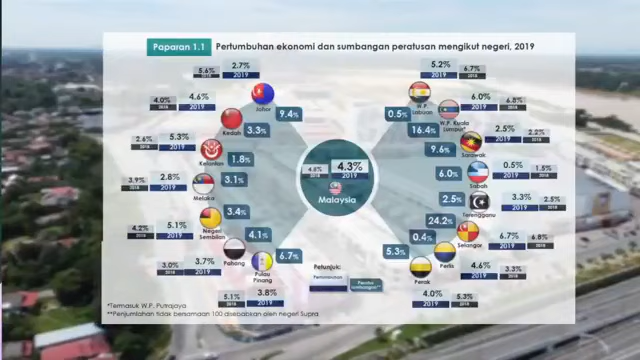 Paparan 1.1 Pertumbuhan ekonomi dan sumbangan peratusan mengikut negeri, 2019
5.6% 2.7%
2018 2019
Johor
9.4%
4.0% 4.6%
2018 2019
Kedah
3.3%
2.6% 5.3%
2018 2019
Kelantan
1.8%
3.9% 2.8%
2018 2019
Melaka
3.1%
4.2% 5.1%
2018 2019
Negeri
Sembilan
3.4%
3.0% 3.7%
2018 2019
Pahang
4.1%
5.1% 3.8%
2018 2019
Pulau
Pinang
6.7%
4.8% 4.3%
2018 2019
Malaysia
5.2% 6.7%
2019 2018
W.P.
Labuan
0.5%
6.0% 6.8%
2019 2018
W.P. Kuala
Lumpur*
16.4%
2.5% 2.2%
2019 2018
Sarawak
9.6%
0.5% 1.5%
2019 2018
Sabah
6.0%
3.3% 2.5%
2019 2018
Terengganu
2.5%
6.7% 6.8%
2019 2018
Selangor
24.2%
4.6% 3.3%
2019 2018
Perlis
0.4%
4.0% 5.3%
2019 2018
Perak
5.3%
Petunjuk:
Pertumbuhan
*Termasuk W.P. Putrajaya
**Penjumlahan tidak bersamaan 100 disebabkan oleh negeri Supra